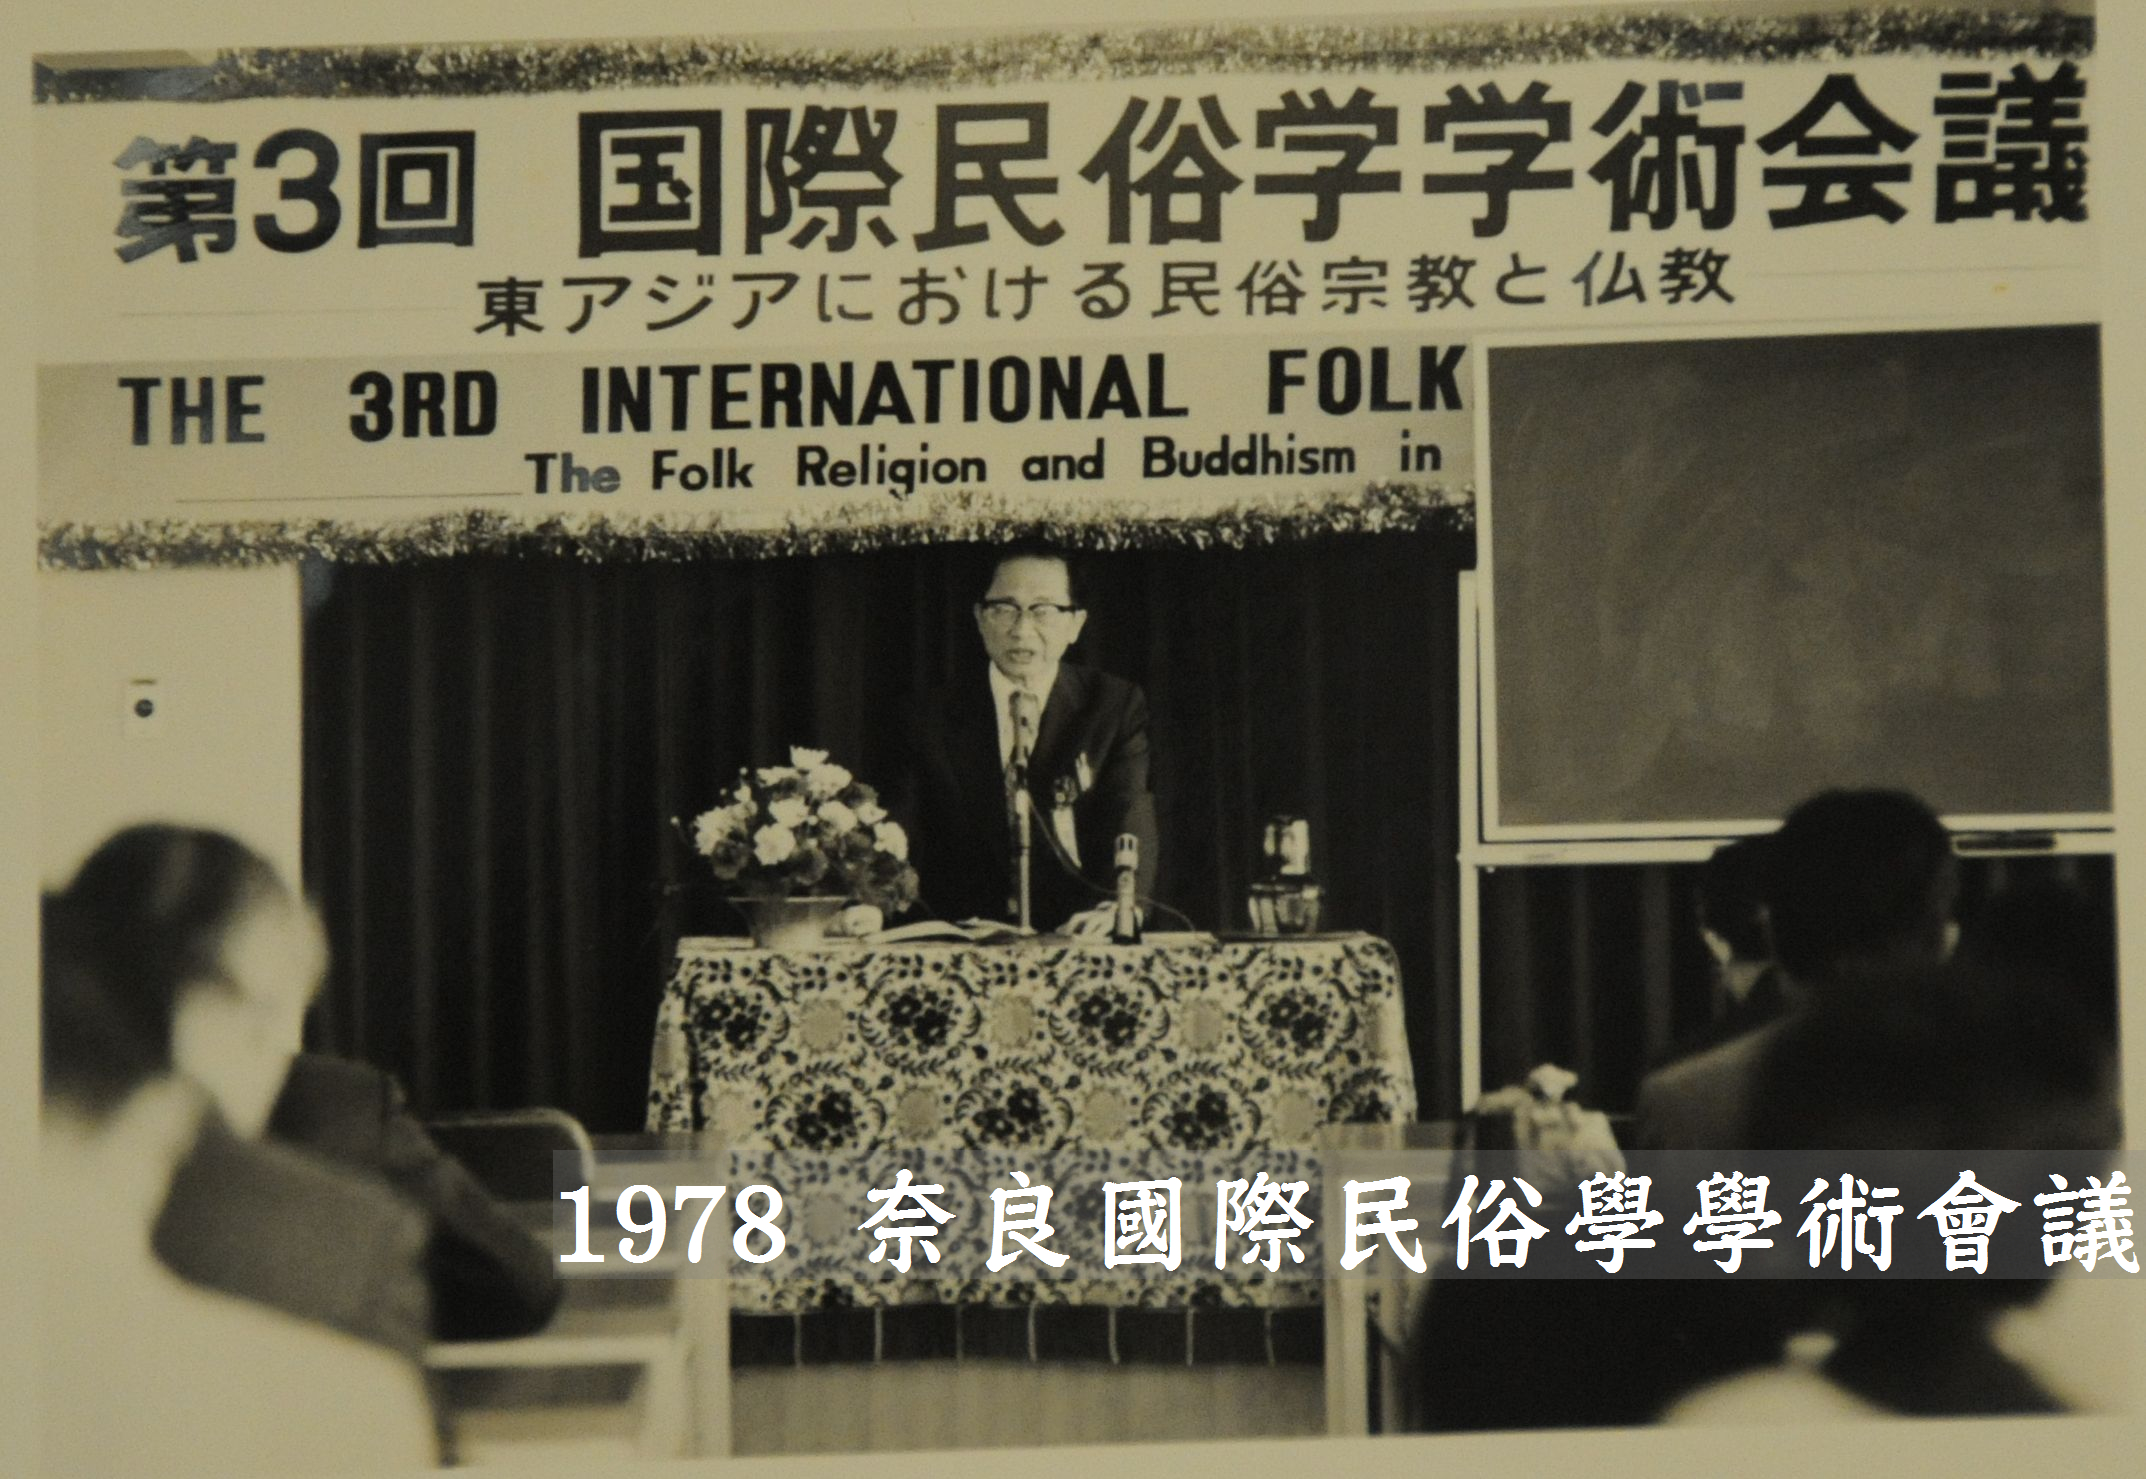 第3回 国際民俗学学術会議
東アジアにおける民俗宗教と仏教
THE 3RD INTERNATIONAL FOLK
The Folk Religion and Buddhism in
1978 奈良國際民俗學學術會議